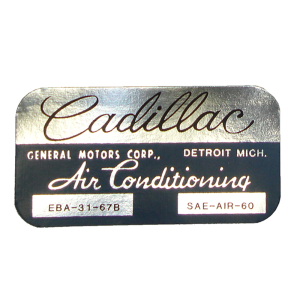 Cadillac
GENERAL MOTORS CORP., DETROIT MICH.
Air Conditioning
EBA-31-67B SAE-AIR-60